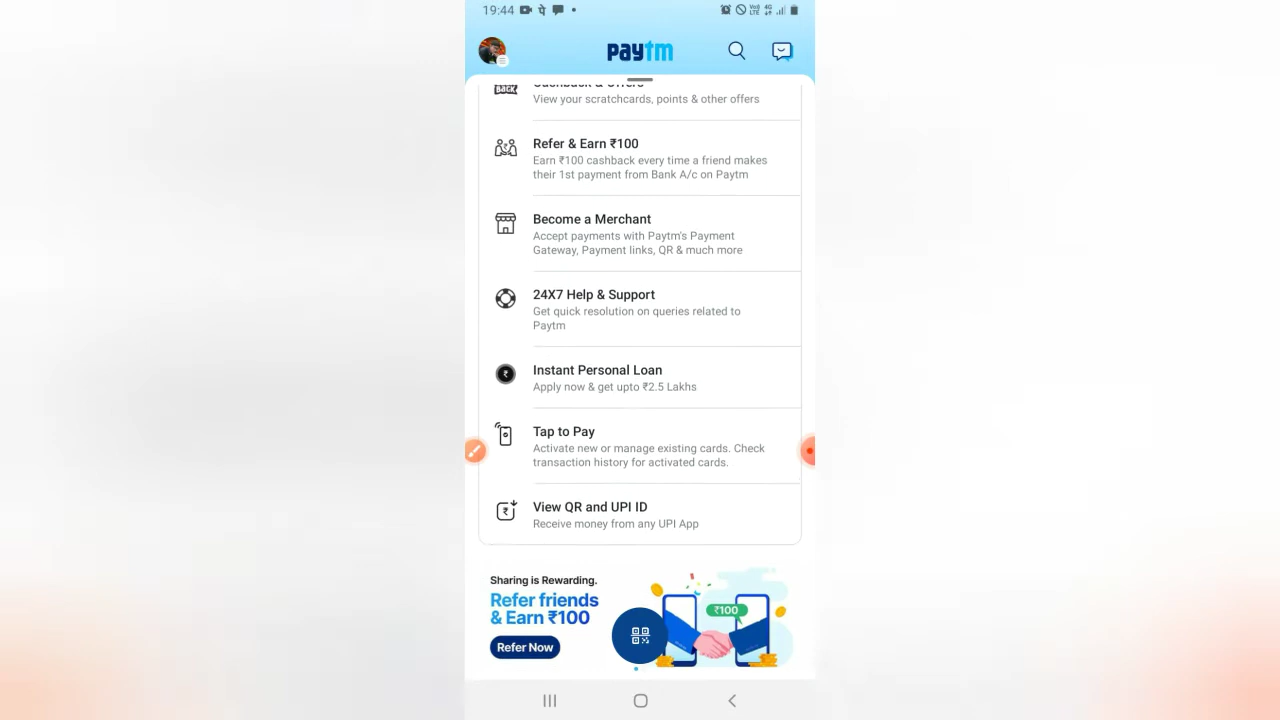 19:44
paytm
BACK
View your scratchcards, points & other offers
Refer & Earn ₹100
Earn ₹100 cashback every time a friend makes
their 1st payment from Bank A/c on Paytm
Become a Merchant
Accept payments with Paytm's Payment
Gateway, Payment links, QR & much more
24X7 Help & Support
Get quick resolution on queries related to
Paytm
Instant Personal Loan
Apply now & get upto ₹2.5 Lakhs
Tap to Pay
Activate new or manage existing cards. Check
transaction history for activated cards.
View QR and UPI ID
Receive money from any UPI App
Sharing is Rewarding.
Refer friends
& Earn ₹100
₹100
Refer Now